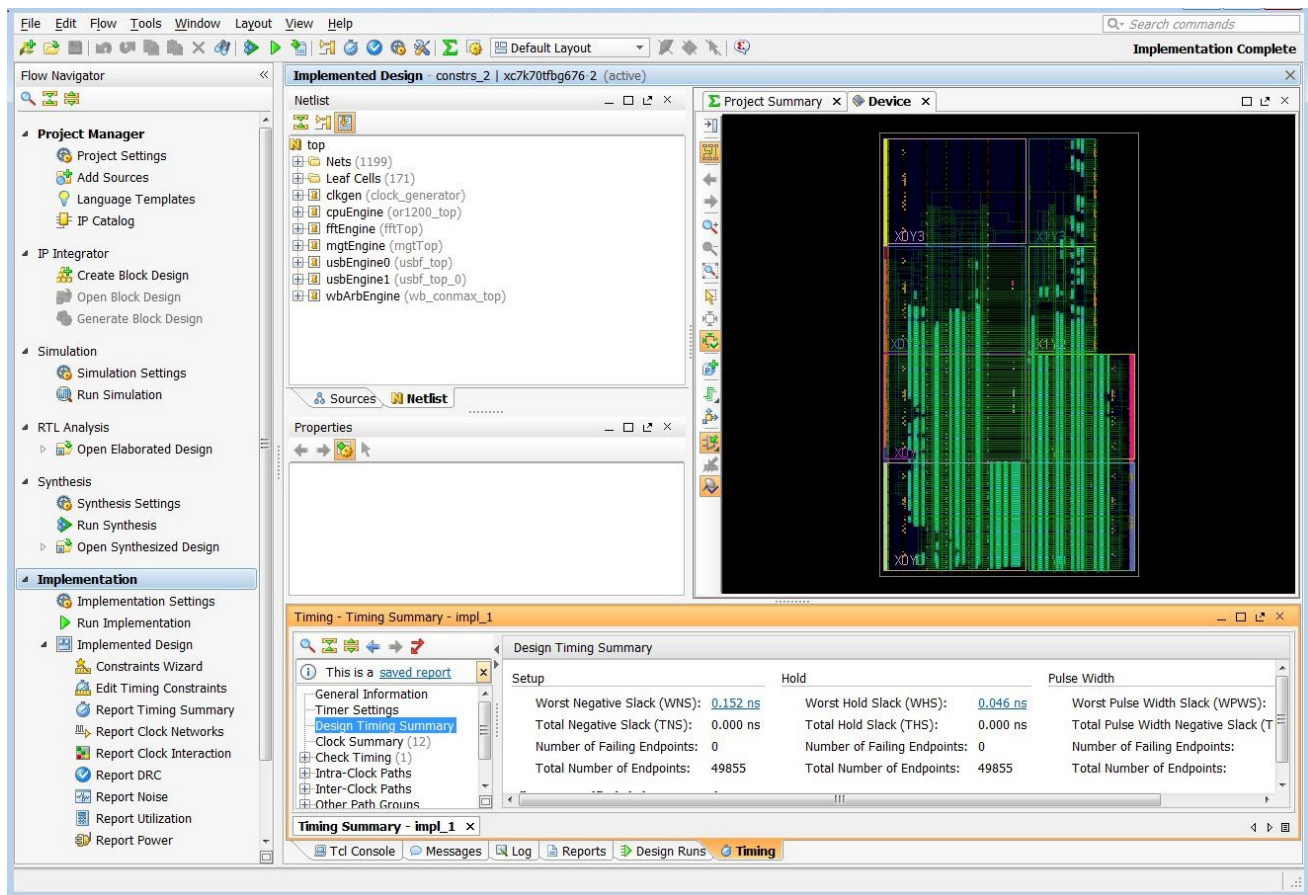 File Edit Flow Tools Window Layout View Help
Search commands
Default Layout
Implementation Complete
Flow Navigator
Project Manager
Project Settings
Add Sources
Language Templates
IP Catalog
IP Integrator
Create Block Design
Open Block Design
Generate Block Design
Simulation
Simulation Settings
Run Simulation
RTL Analysis
Open Elaborated Design
Synthesis
Synthesis Settings
Run Synthesis
Open Synthesized Design
Implementation
Implementation Settings
Run Implementation
Implemented Design
Constraints Wizard
Edit Timing Constraints
Report Timing Summary
Report Clock Networks
Report Clock Interaction
Report DRC
Report Noise
Report Utilization
Report Power
Implemented Design - constrs_2 | xc7k70tfbg676-2 (active)
Netlist
top
Nets (1199)
Leaf Cells (171)
clkgen (clock_generator)
cpuEngine (or1200_top)
fftEngine (fftTop)
mgtEngine (mgtTop)
usbEngine0 (usbf_top)
usbEngine1 (usbf_top_0)
wbArbEngine (wb_conmax_top)
Sources Netlist
Properties
Project Summary Device
X0Y3 X1Y3
Timing - Timing Summary - impl_1
This is a saved report
General Information
Timer Settings
Design Timing Summary
Clock Summary (12)
Check Timing (1)
Intra-Clock Paths
Inter-Clock Paths
Other Path Groups
Design Timing Summary
Setup Hold Pulse Width
Worst Negative Slack (WNS): 0.152 ns Worst Hold Slack (WHS): 0.046 ns Worst Pulse Width Slack (WPWS):
Total Negative Slack (TNS): 0.000 ns Total Hold Slack (THS): 0.000 ns Total Pulse Width Negative Slack (T
Number of Failing Endpoints: 0 Number of Failing Endpoints: 0 Number of Failing Endpoints:
Total Number of Endpoints: 49855 Total Number of Endpoints: 49855 Total Number of Endpoints:
Timing Summary - impl_1
Tcl Console Messages Log Reports Design Runs Timing